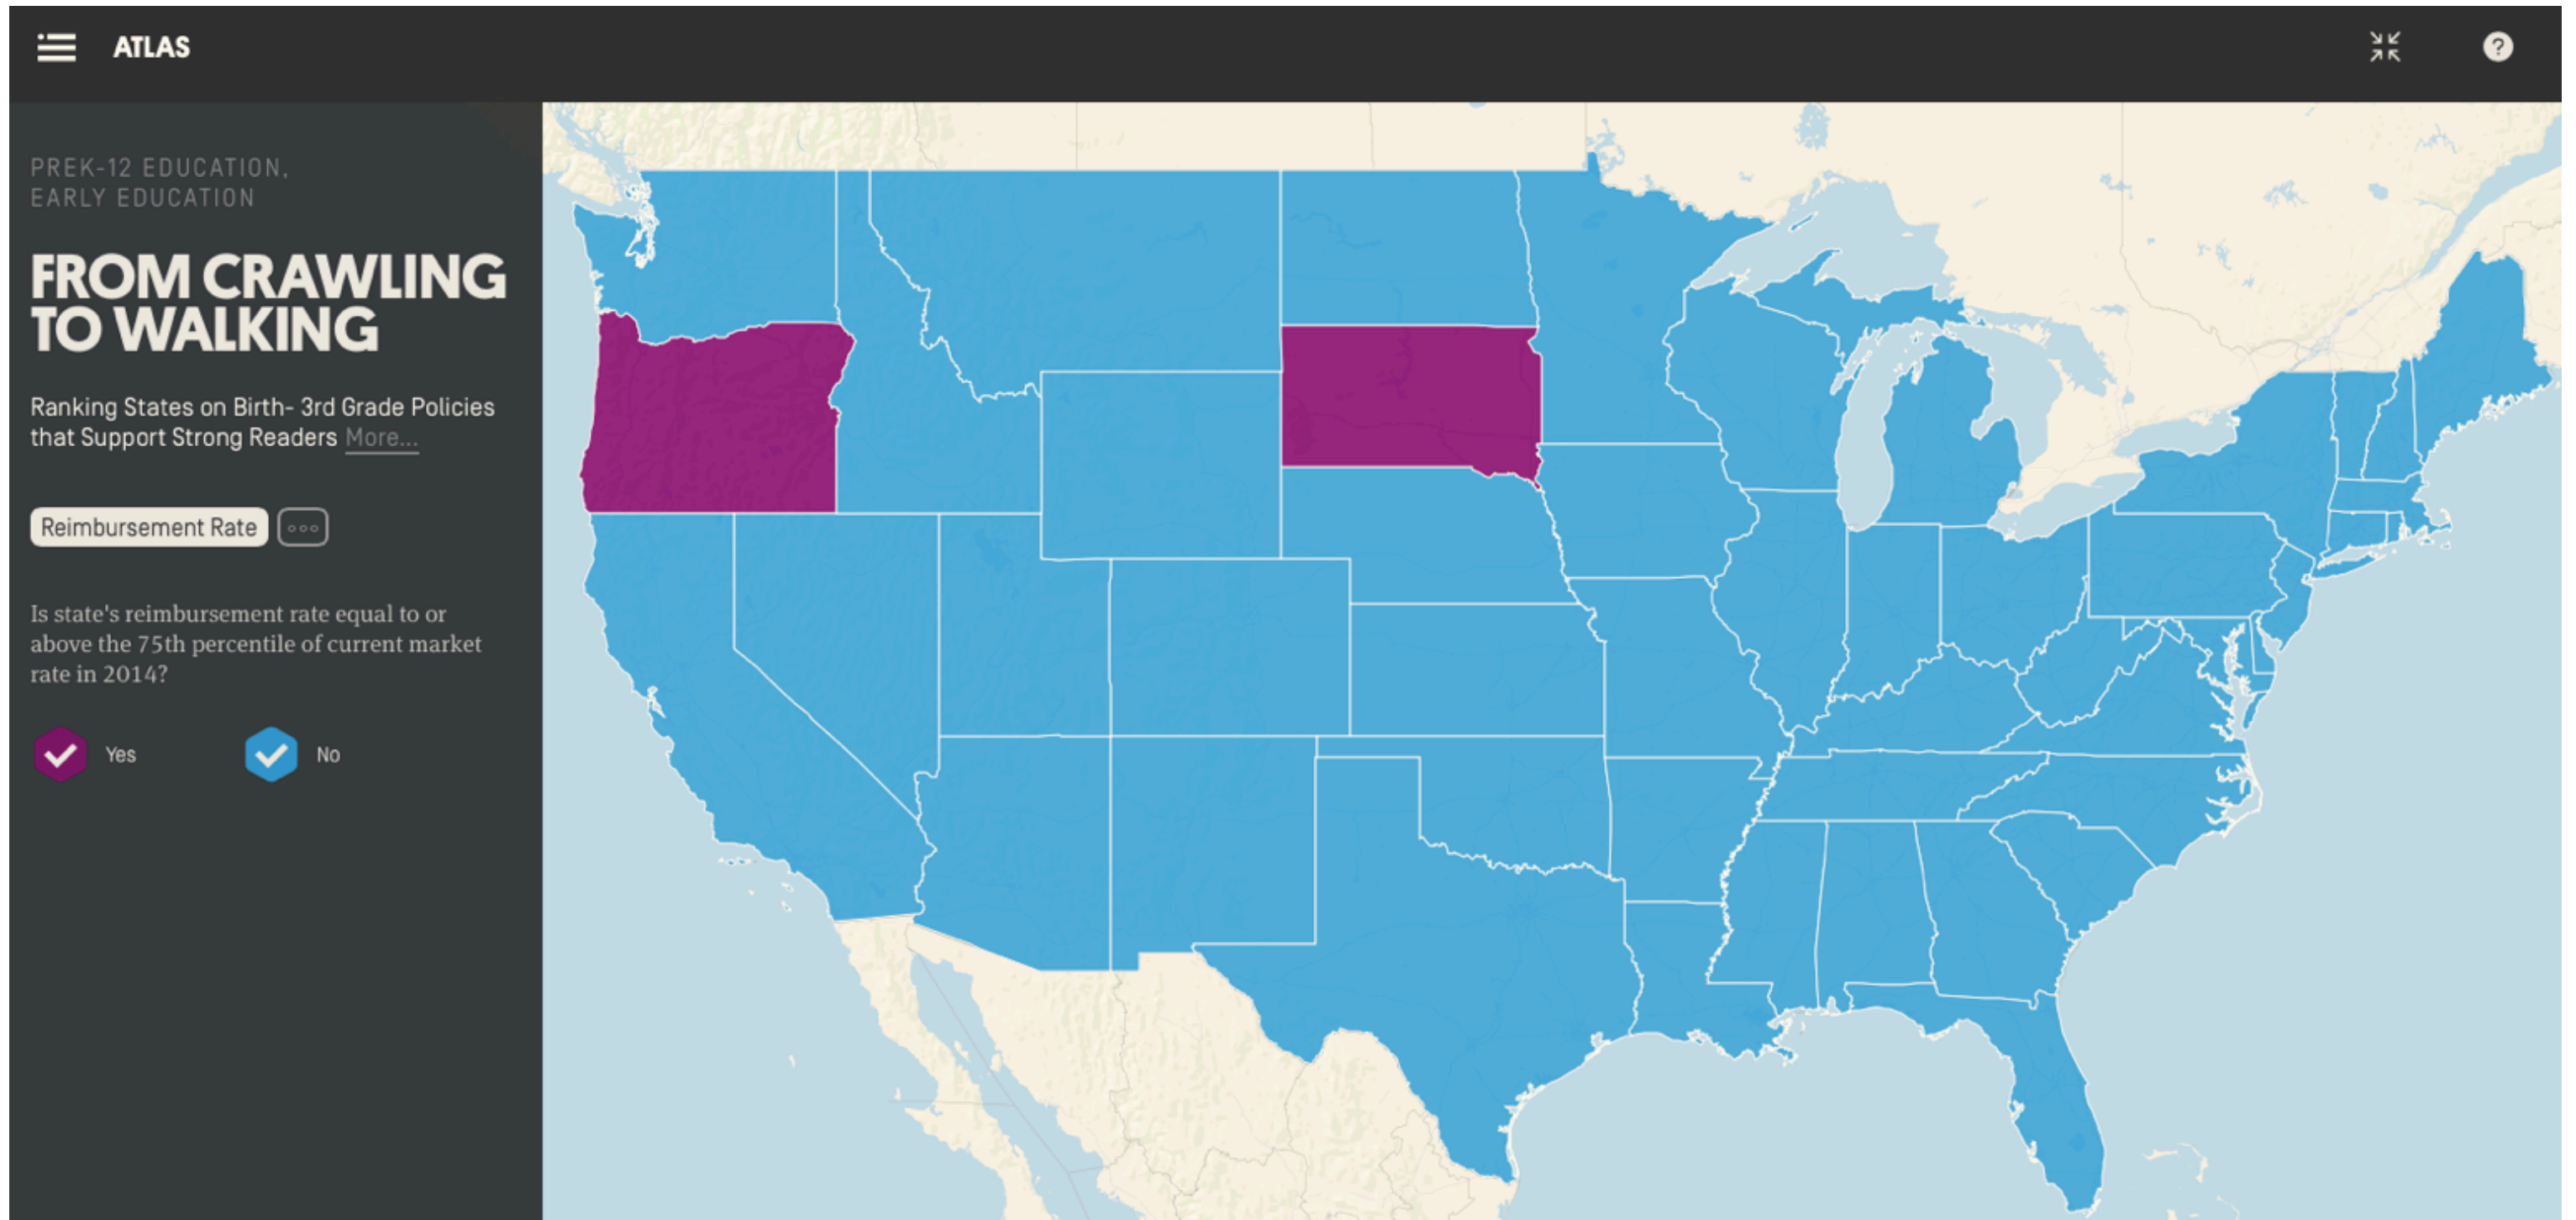 ATLAS
?
PREK-12 EDUCATION,
EARLY EDUCATION
FROM CRAWLING
TO WALKING
Ranking States on Birth- 3rd Grade Policies
that Support Strong Readers More...
Reimbursement Rate
Is state's reimbursement rate equal to or
above the 75th percentile of current market
rate in 2014?
Yes
No